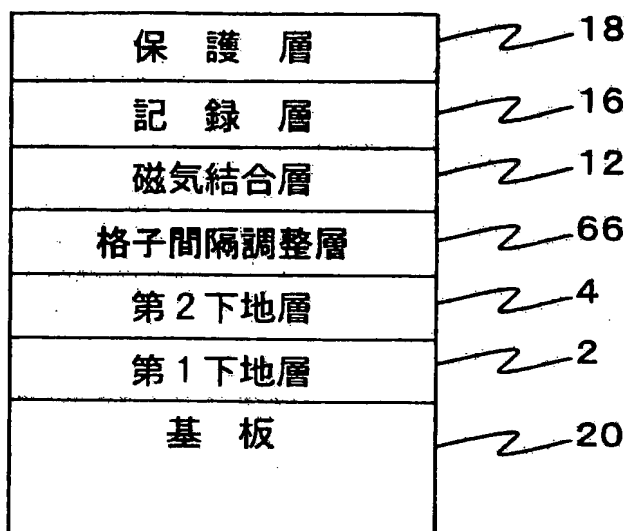 保 護 層 18
記 録 層 16
磁気結合層 12
格子間隔調整層 66
第2下地層 4
第1下地層 2
基 板 20